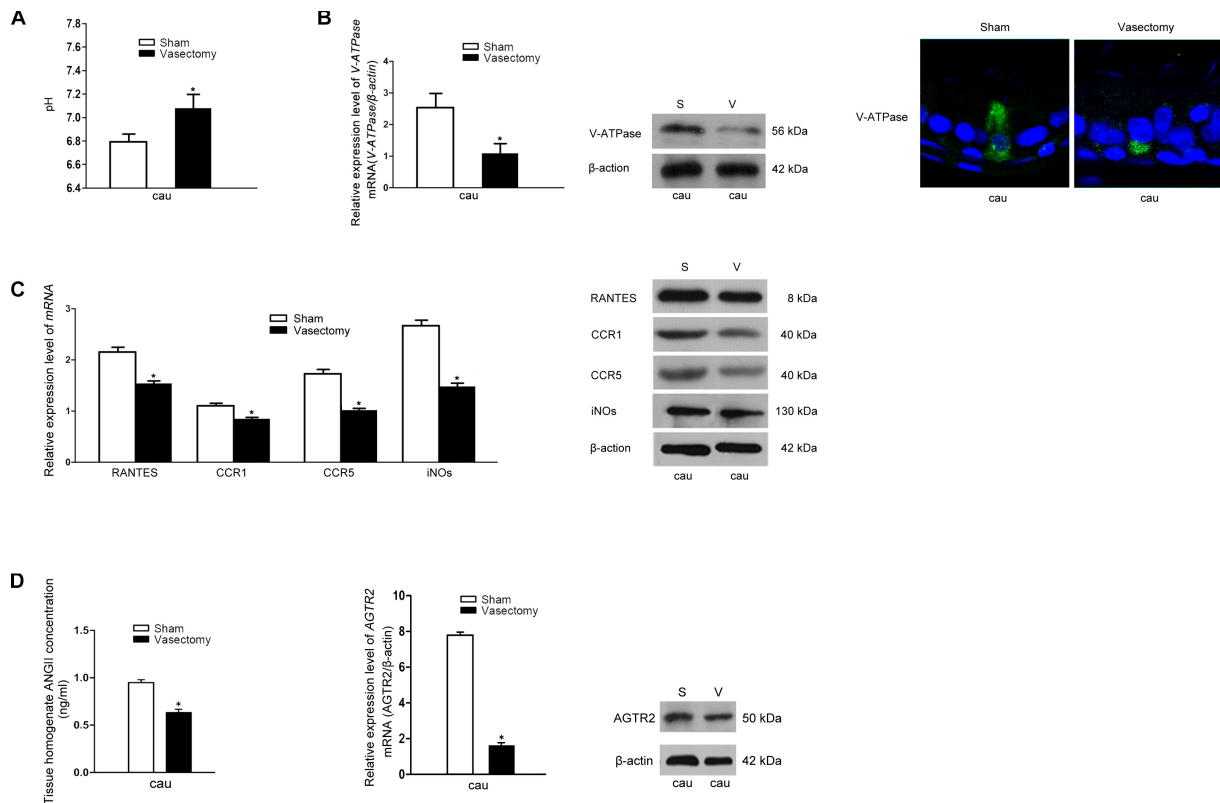 A
7.8
7.6
7.4
7.2
7.0
6.8
6.6
6.4
pH
Sham
Vasectomy
*
cau
B
Relative expression level of V-ATPase
mRNA(V-ATPase/β-actin)
4
3
2
1
0
Sham
Vasectomy
*
cau
S V
V-ATPase 56 kDa
β-action 42 kDa
cau cau
Sham Vasectomy
V-ATPase
cau cau
C
Relative expression level of mRNA
3
2
1
0
Sham
Vasectomy
* * * *
RANTES CCR1 CCR5 iNOs
S V
RANTES 8 kDa
CCR1 40 kDa
CCR5 40 kDa
iNOs 130 kDa
β-action 42 kDa
cau cau
D
Tissue homogenate ANGII concentration
(ng/ml)
1.5
1.0
0.5
0.0
Sham
Vasectomy
*
cau
Relative expression level of AGTR2
mRNA (AGTR2/β-actin)
10
8
6
4
2
0
Sham
Vasectomy
*
cau
S V
AGTR2 50 kDa
β-actin 42 kDa
cau cau